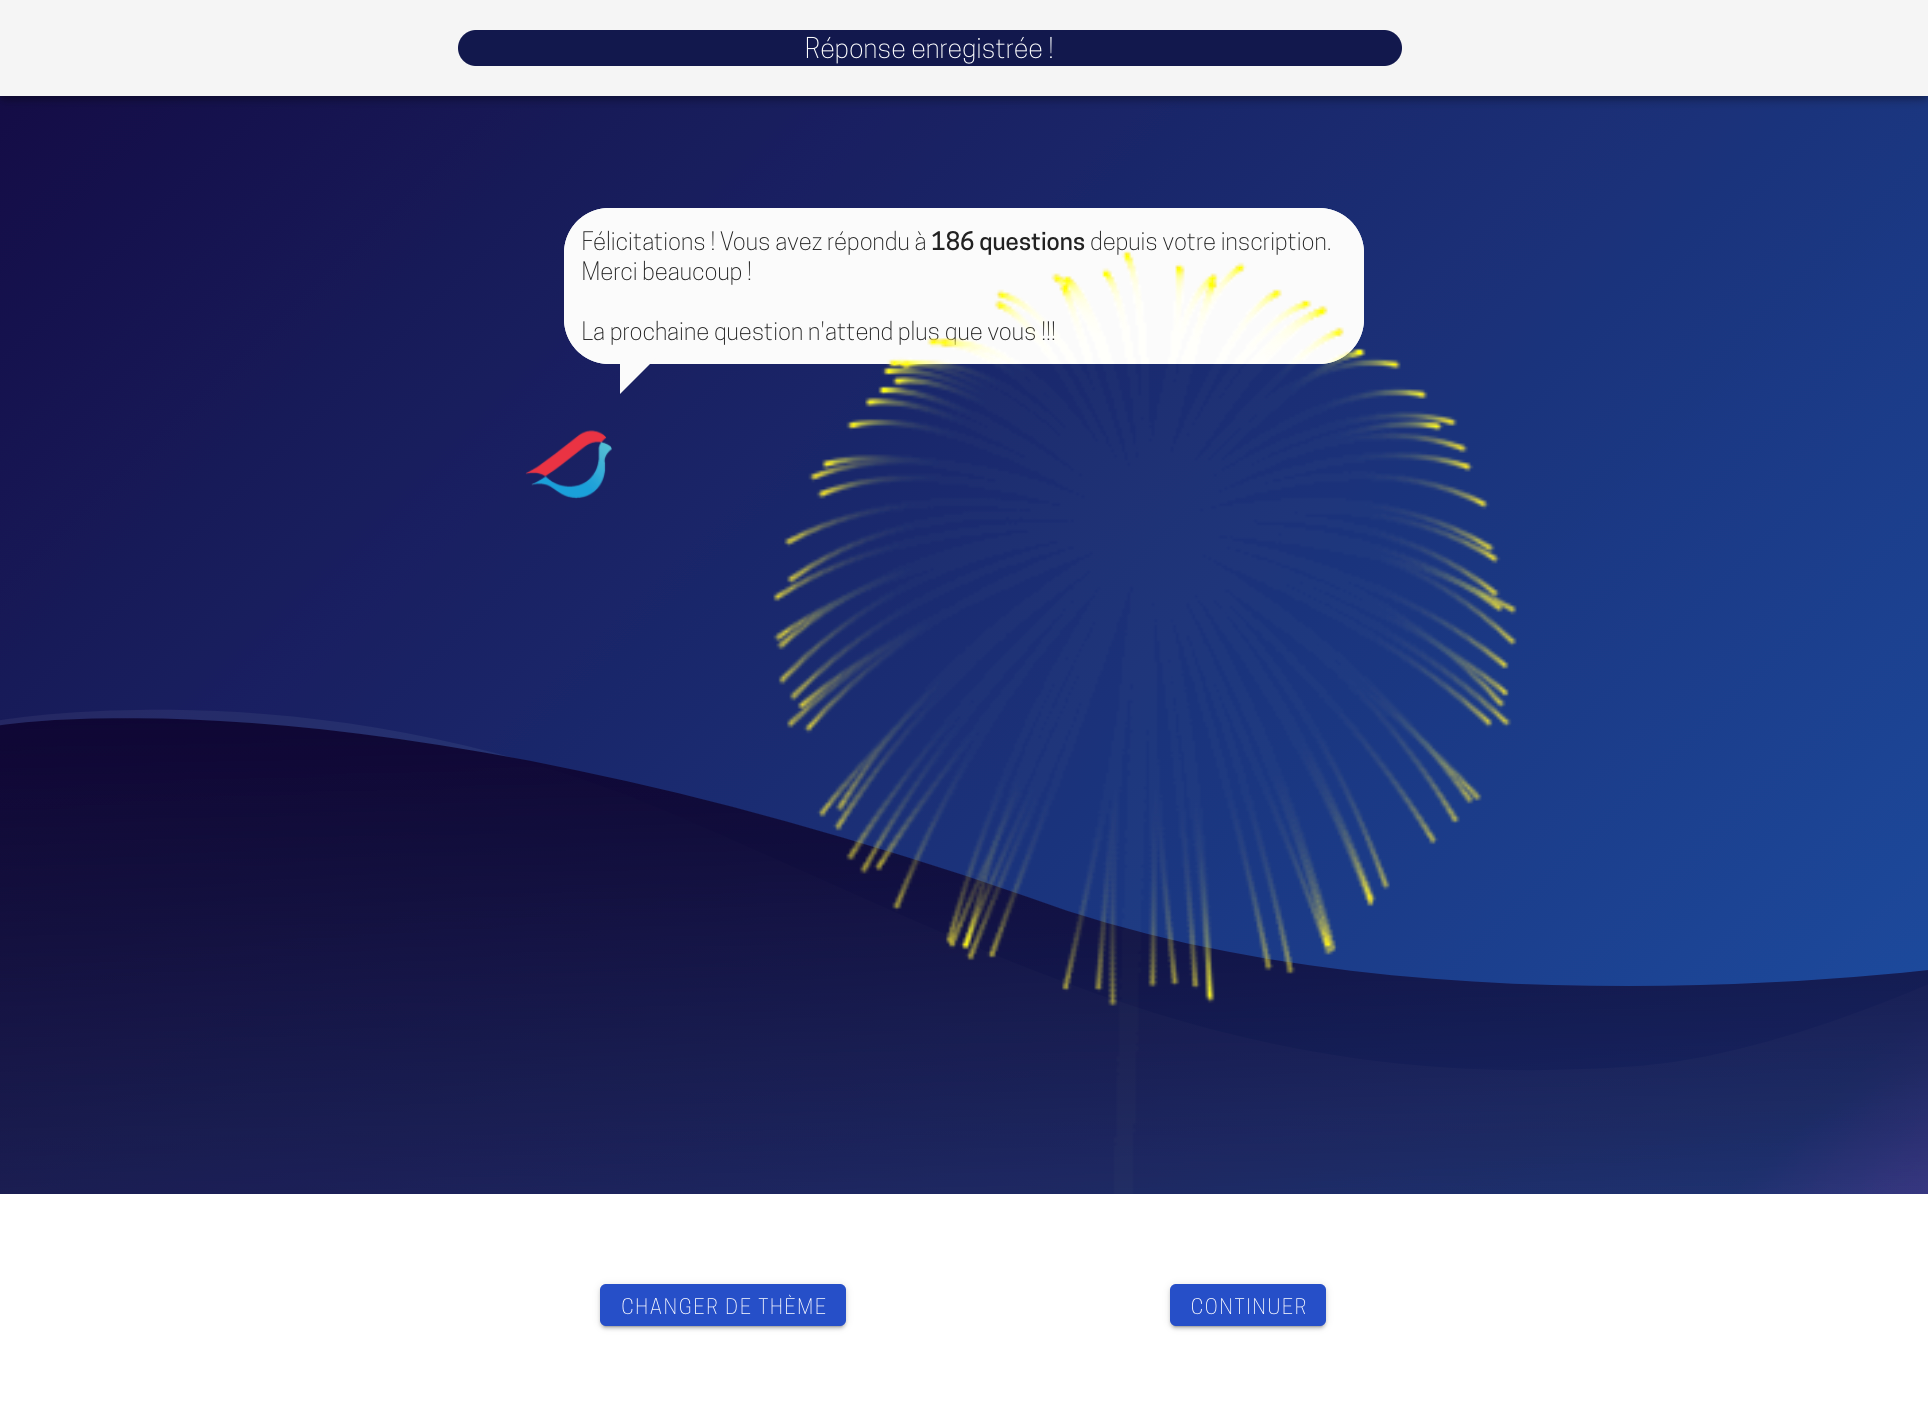 Réponse enregistrée !
Félicitations ! Vous avez répondu à 186 questions depuis votre inscription.
Merci beaucoup !
La prochaine question n'attend plus que vous !!!
CHANGER DE THÈME
CONTINUER